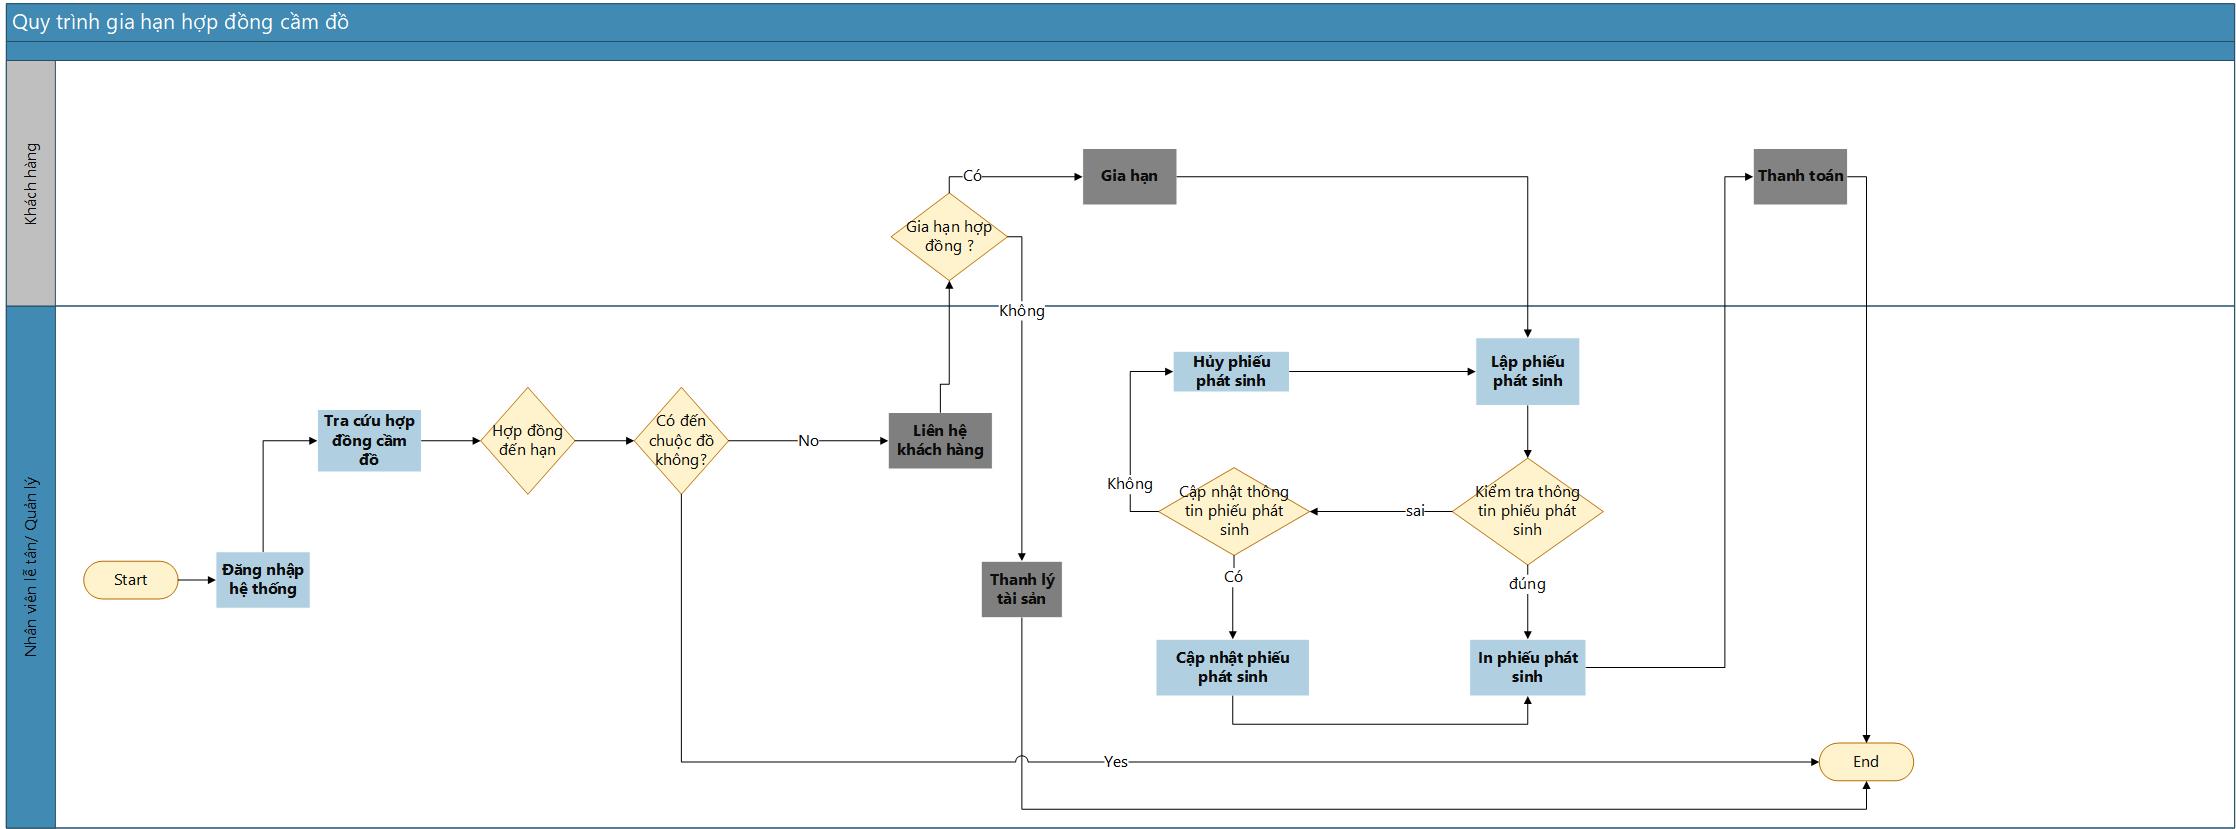 Quy trình gia hạn hợp đồng cầm đồ
Khách hàng
Có
Gia hạn
Thanh toán
Gia hạn hợp
đồng ?
Không
Nhân viên lễ tân/ Quản lý
Hủy phiếu
phát sinh
Lập phiếu
phát sinh
Tra cứu hợp
đồng cầm
đồ
Hợp đồng
đến hạn
Có đến
chuộc đồ
không?
No
Liên hệ
khách hàng
Không
Cập nhật thông
tin phiếu phát
sinh
sai
Kiểm tra thông
tin phiếu phát
sinh
Start
Đăng nhập
hệ thống
Thanh lý
tài sản
Có
đúng
Cập nhật phiếu
phát sinh
In phiếu phát
sinh
Yes
End